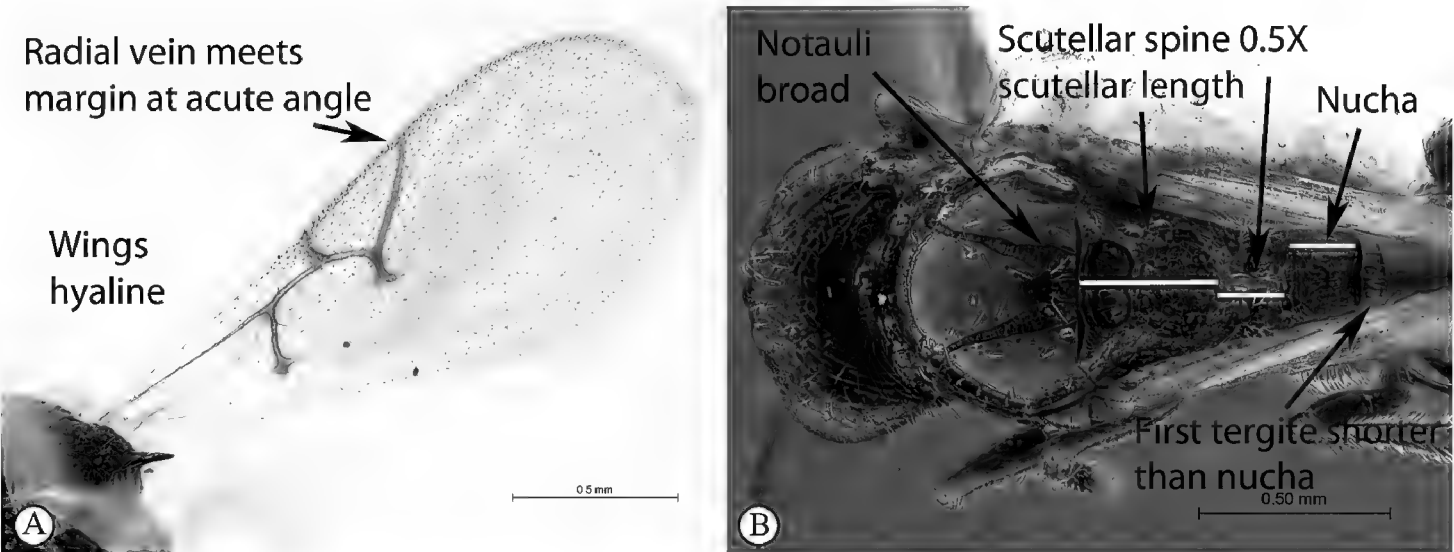 Radial vein meets
margin at acute angle
Wings
hyaline
0.5 mm
A
Notauli
broad
Scutellar spine 0.5X
scutellar length
Nucha
First tergite shorter
than nucha
0.50 mm
B